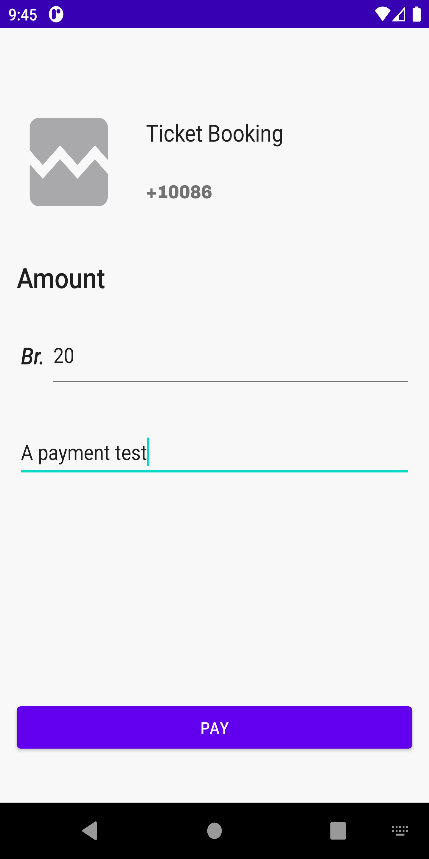 9:45
Ticket Booking
+10086
Amount
Br. 20
A payment test
PAY